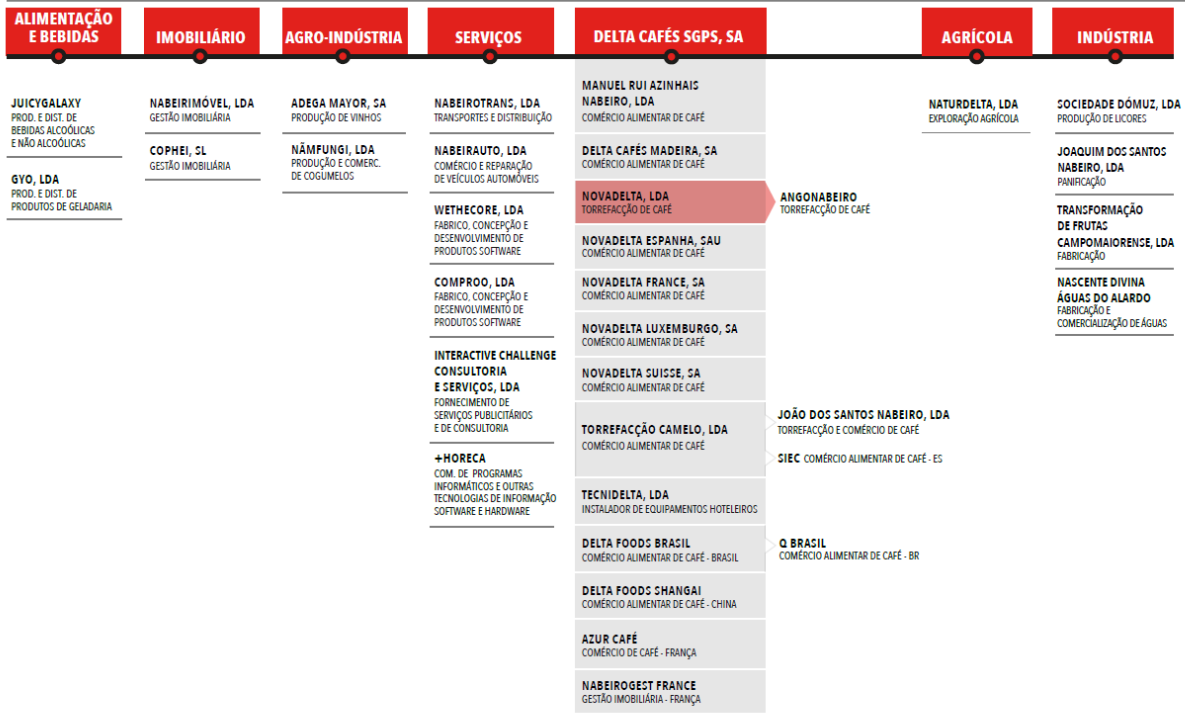 ALIMENTAÇÃO
E BEBIDAS
IMOBILIÁRIO
AGRO-INDÚSTRIA
SERVIÇOS
DELTA CAFÉS SGPS, SA
AGRÍCOLA
INDÚSTRIA
JUICYGALAXY
PROD. E DIST. DE
BEBIDAS ALCOÓLICAS
E NÃO ALCOÓLICAS
GYO, LDA
PROD. E DIST. DE
PRODUTOS DE GELADARIA
NABEIRIMÓVEL, LDA
GESTÃO IMOBILIÁRIA
COPHEI, SL
GESTÃO IMOBILIÁRIA
ADEGA MAYOR, SA
PRODUÇÃO DE VINHOS
NÃMFUNGI, LDA
PRODUÇÃO E COMERC.
DE COGUMELOS
NABEIROTRANS, LDA
TRANSPORTES E DISTRIBUIÇÃO
NABEIRAUTO, LDA
COMÉRCIO E REPARAÇÃO
DE VEÍCULOS AUTOMÓVEIS
WETHECORE, LDA
FABRICO, CONCEPÇÃO E
DESENVOLVIMENTO DE
PRODUTOS SOFTWARE
COMPROO, LDA
FABRICO, CONCEPÇÃO E
DESENVOLVIMENTO DE
PRODUTOS SOFTWARE
INTERACTIVE CHALLENGE
CONSULTORIA
E SERVIÇOS, LDA
FORNECIMENTO DE
SERVIÇOS PUBLICITÁRIOS
E DE CONSULTORIA
+HORECA
COM. DE PROGRAMAS
INFORMÁTICOS E OUTRAS
TECNOLOGIAS DE INFORMAÇÃO
SOFTWARE E HARDWARE
MANUEL RUI AZINHAIS
NABEIRO, LDA
COMÉRCIO ALIMENTAR DE CAFÉ
DELTA CAFÉS MADEIRA, SA
COMÉRCIO ALIMENTAR DE CAFÉ
NOVADELTA, LDA
TORREFACÇÃO DE CAFÉ
ANGONABEIRO
TORREFACÇÃO DE CAFÉ
NOVADELTA ESPANHA, SAU
COMÉRCIO ALIMENTAR DE CAFÉ
NOVADELTA FRANCE, SA
COMÉRCIO ALIMENTAR DE CAFÉ
NOVADELTA LUXEMBURGO, SA
COMÉRCIO ALIMENTAR DE CAFÉ
NOVADELTA SUISSE, SA
COMÉRCIO ALIMENTAR DE CAFÉ
TORREFACÇÃO CAMELO, LDA
COMÉRCIO ALIMENTAR DE CAFÉ
JOÃO DOS SANTOS NABEIRO, LDA
TORREFACÇÃO E COMÉRCIO DE CAFÉ
SIEC COMÉRCIO ALIMENTAR DE CAFÉ - ES
TECNIDELTA, LDA
INSTALADOR DE EQUIPAMENTOS HOTELEIROS
DELTA FOODS BRASIL
COMÉRCIO ALIMENTAR DE CAFÉ - BRASIL
Q BRASIL
COMÉRCIO ALIMENTAR DE CAFÉ - BR
DELTA FOODS SHANGAI
COMÉRCIO ALIMENTAR DE CAFÉ - CHINA
AZUR CAFÉ
COMÉRCIO DE CAFÉ - FRANÇA
NABEIROGEST FRANCE
GESTÃO IMOBILIÁRIA - FRANÇA
NATURDELTA, LDA
EXPLORAÇÃO AGRÍCOLA
SOCIEDADE DÓMUZ, LDA
PRODUÇÃO DE LICORES
JOAQUIM DOS SANTOS
NABEIRO, LDA
PANIFICAÇÃO
TRANSFORMAÇÃO
DE FRUTAS
CAMPOMAIORENSE, LDA
FABRICAÇÃO
NASCENTE DIVINA
ÁGUAS DO ALARDO
FABRICAÇÃO E
COMERCIALIZAÇÃO DE ÁGUAS